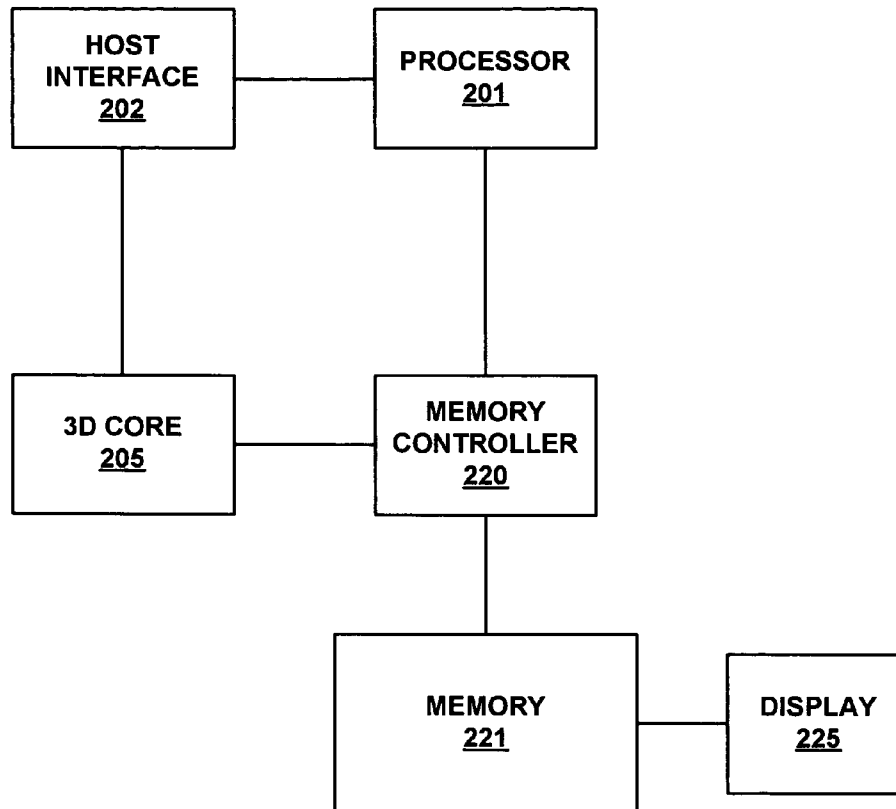 HOST
INTERFACE
202
PROCESSOR
201
3D CORE
205
MEMORY
CONTROLLER
220
MEMORY
221
DISPLAY
225